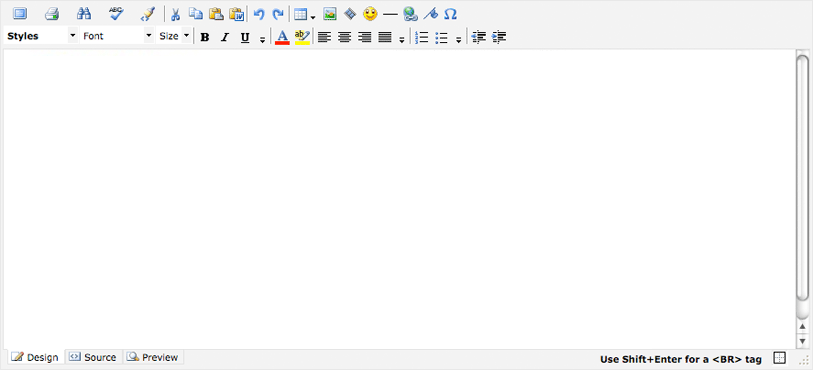 ABC
W
Ω
Styles Font Size B I U A ab
Design Source Preview Use Shift+Enter for a <BR> tag